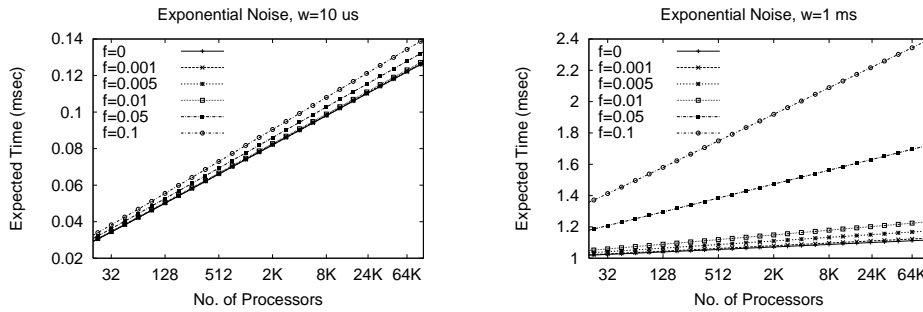 Exponential Noise, w=10 us
0.14
0.12
0.10
0.08
0.06
0.04
0.02
Expected Time (msec)
f=0
f=0.001
f=0.005
f=0.01
f=0.05
f=0.1
32 128 512 2K 8K 24K 64K
No. of Processors
Exponential Noise, w=1 ms
2.4
2.2
2
1.8
1.6
1.4
1.2
1
Expected Time (msec)
f=0
f=0.001
f=0.005
f=0.01
f=0.05
f=0.1
32 128 512 2K 8K 24K 64K
No. of Processors